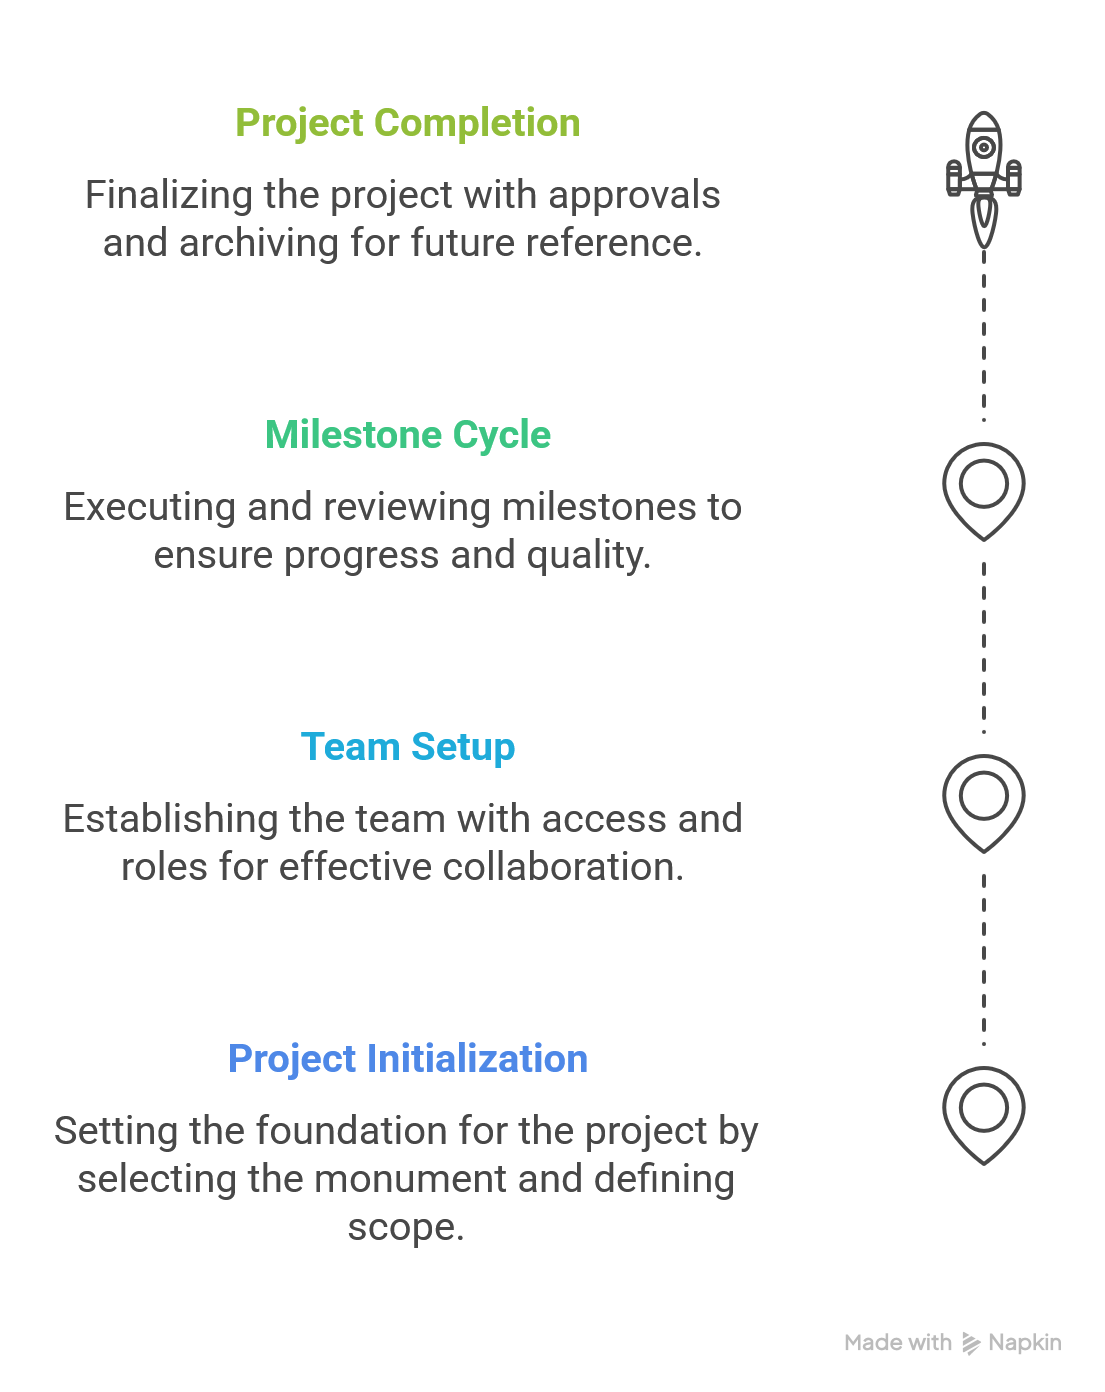 Project Completion
Finalizing the project with approvals
and archiving for future reference.
Milestone Cycle
Executing and reviewing milestones to
ensure progress and quality.
Team Setup
Establishing the team with access and
roles for effective collaboration.
Project Initialization
Setting the foundation for the project by
selecting the monument and defining
scope.
Made with Napkin